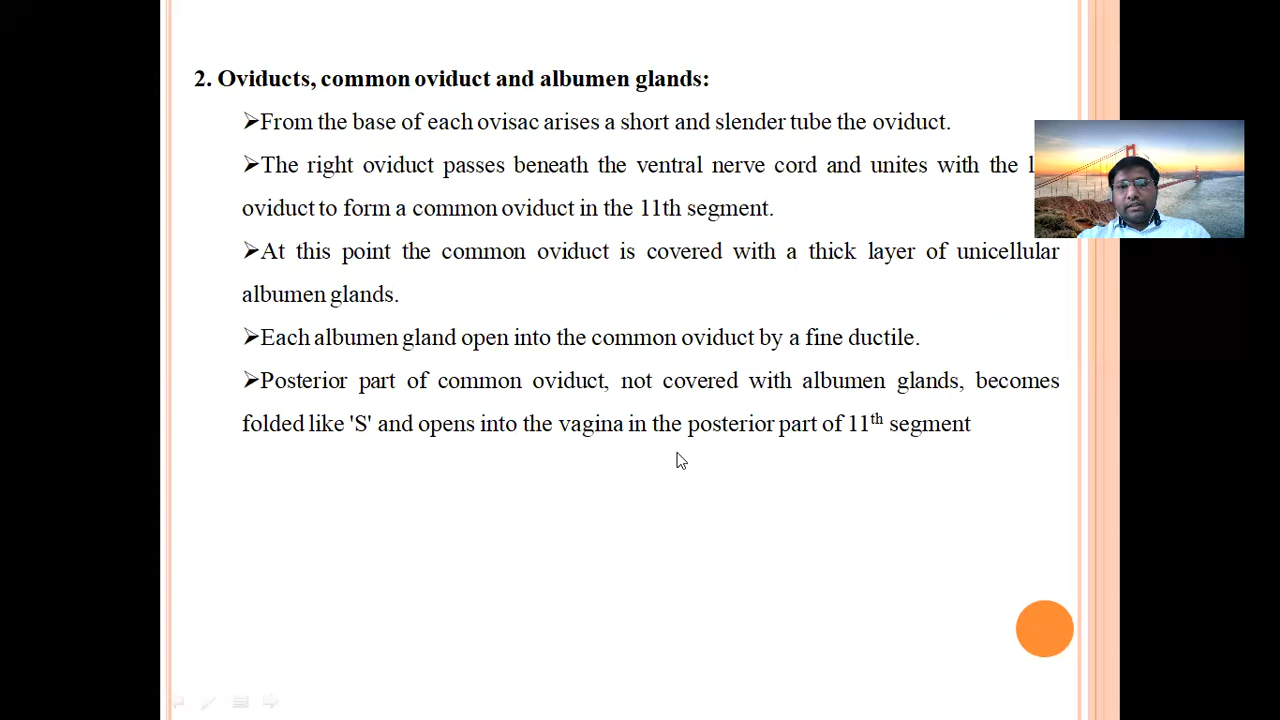 2. Oviducts, common oviduct and albumen glands:
➢From the base of each ovisac arises a short and slender tube the oviduct.
➢The right oviduct passes beneath the ventral nerve cord and unites with the
oviduct to form a common oviduct in the 11th segment.
➢At this point the common oviduct is covered with a thick layer of unicellular
albumen glands.
➢Each albumen gland open into the common oviduct by a fine ductile.
➢Posterior part of common oviduct, not covered with albumen glands, becomes
folded like 'S' and opens into the vagina in the posterior part of 11th segment